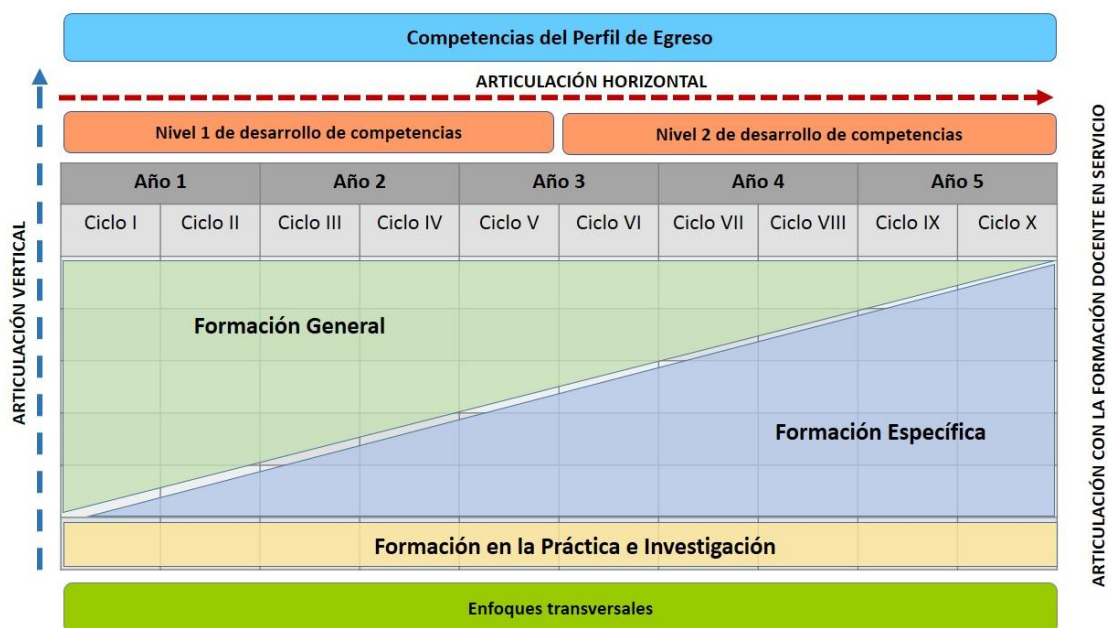 Competencias del Perfil de Egreso
ARTICULACIÓN HORIZONTAL
Nivel 1 de desarrollo de competencias
Nivel 2 de desarrollo de competencias
Año 1
Año 2
Año 3
Año 4
Año 5
Ciclo I
Ciclo II
Ciclo III
Ciclo IV
Ciclo V
Ciclo VI
Ciclo VII
Ciclo VIII
Ciclo IX
Ciclo X
ARTICULACIÓN VERTICAL
Formación General
Formación Específica
Formación en la Práctica e Investigación
Enfoques transversales
ARTICULACIÓN CON LA FORMACIÓN DOCENTE EN SERVICIO